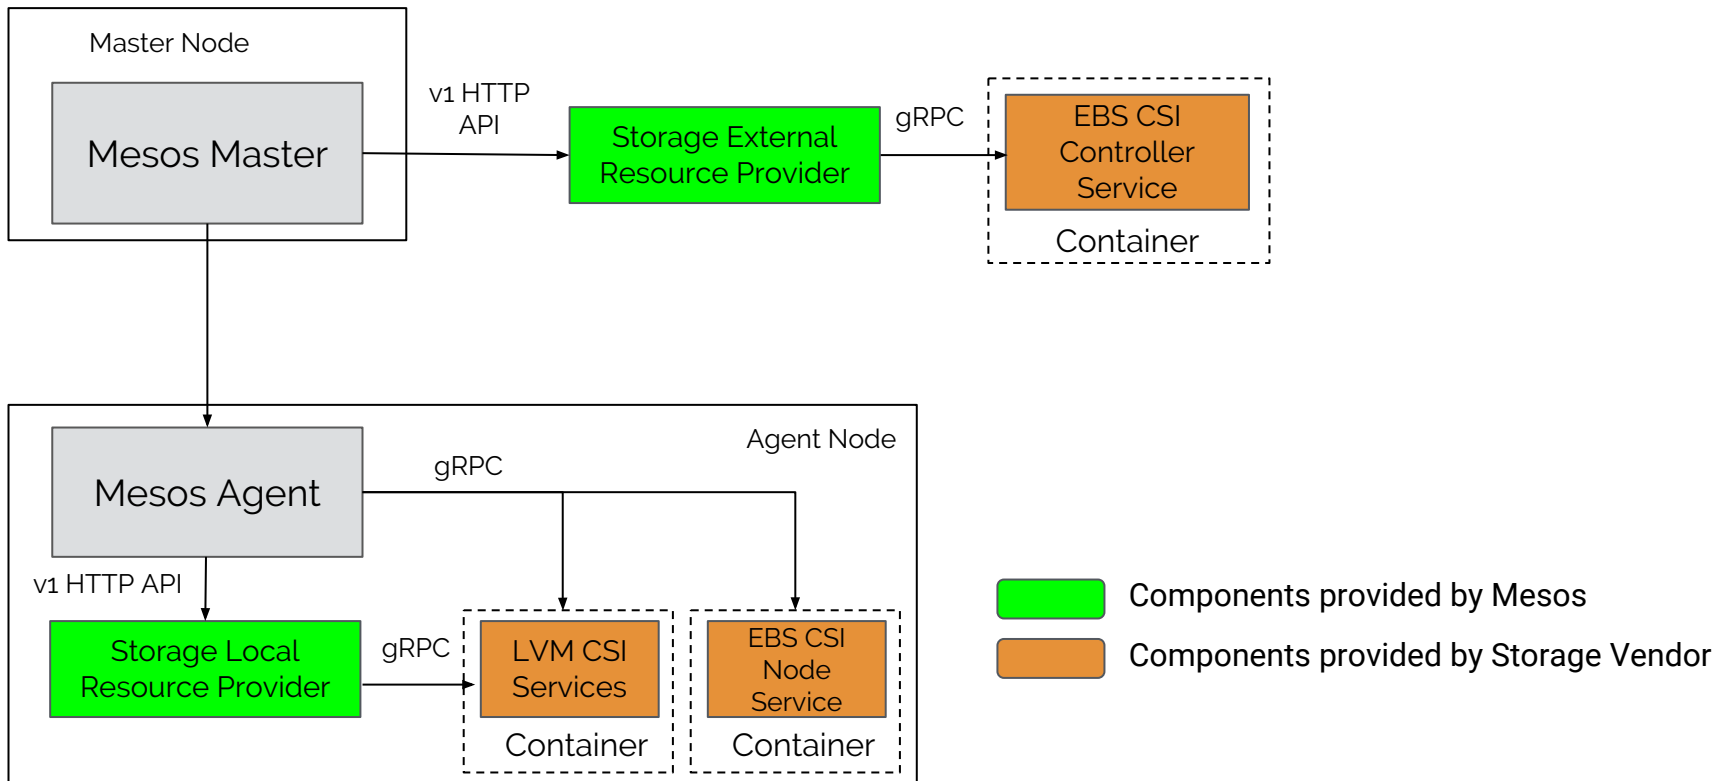 Master Node
Mesos Master
v1 HTTP
API
Storage External
Resource Provider
gRPC
EBS CSI
Controller
Service
Container
Agent Node
Mesos Agent
gRPC
v1 HTTP API
Storage Local
Resource Provider
gRPC
LVM CSI
Services
Container
EBS CSI
Node
Service
Container
Components provided by Mesos
Components provided by Storage Vendor